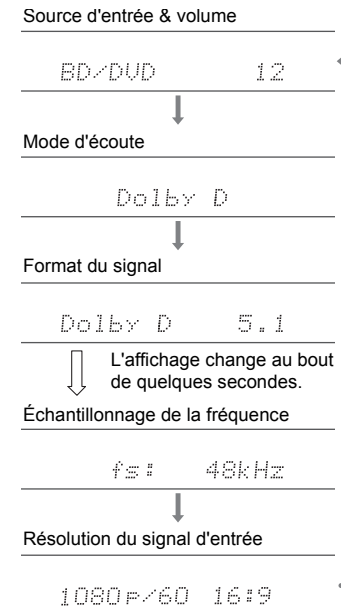 Source d'entrée & volume
BD/DVD 12
Mode d'écoute
Dolby D
Format du signal
Dolby D 5.1
L'affichage change au bout
de quelques secondes.
Échantillonnage de la fréquence
fs: 48kHz
Résolution du signal d'entrée
1080p/60 16:9